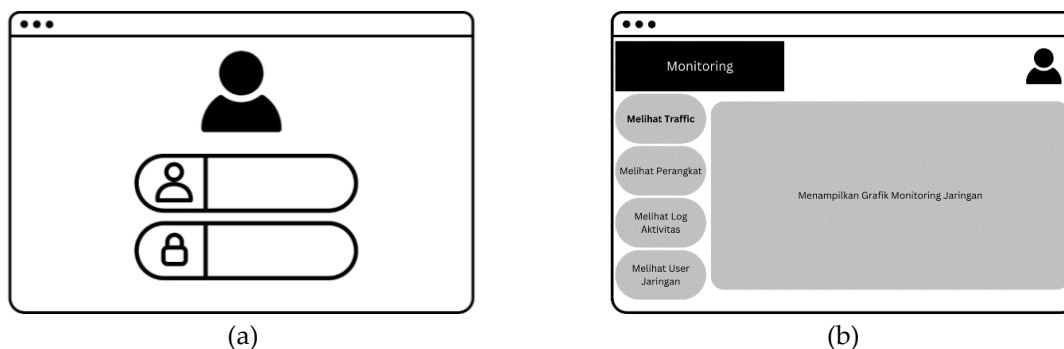 Monitoring
Melihat Traffic
Melihat Perangkat
Melihat Log
Aktivitas
Melihat User
Jaringan
Menampilkan Grafik Monitoring Jaringan
(a)
(b)